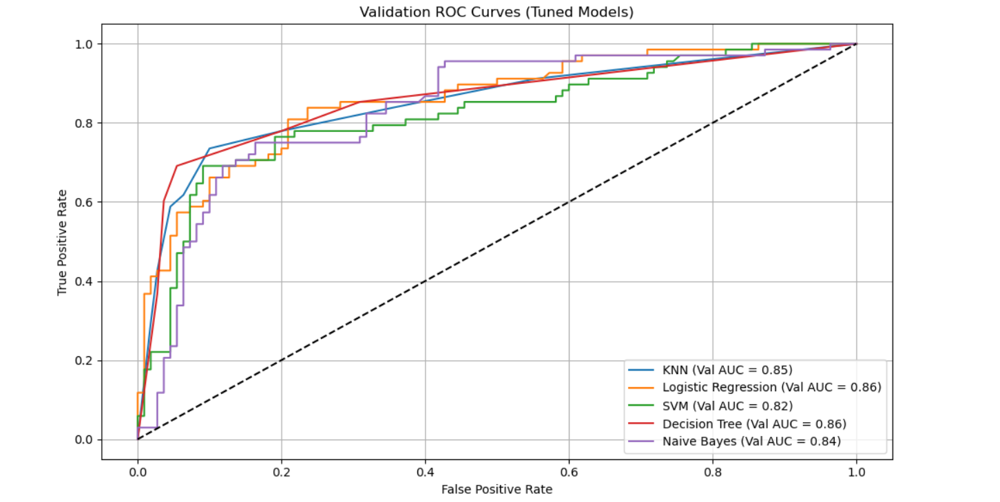 Validation ROC Curves (Tuned Models)
1.0
0.8
0.6
0.4
0.2
0.0
True Positive Rate
KNN (Val AUC = 0.85)
Logistic Regression (Val AUC = 0.86)
SVM (Val AUC = 0.82)
Decision Tree (Val AUC = 0.86)
Naive Bayes (Val AUC = 0.84)
0.0 0.2 0.4 0.6 0.8 1.0
False Positive Rate